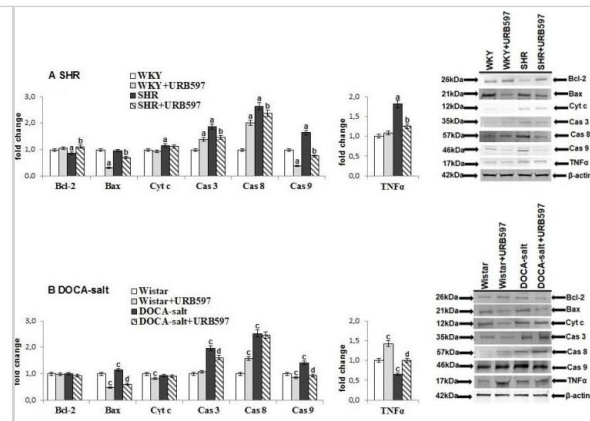 A SHR
WKY
WKY+URB597
SHR
SHR+URB597
fold change
3,0
2,0
1,0
0,0
a b a b a b a a b a a b a a b a a b
Bcl-2 Bax Cyt c Cas 3 Cas 8 Cas 9
fold change
3,0
2,0
1,0
0,0
a b
TNFα
WKY WKY+URB597 SHR SHR+URB597
26kDa Bcl-2
21kDa Bax
12kDa Cyt c
35kDa Cas 3
57kDa Cas 8
46kDa Cas 9
17kDa TNFα
42kDa β-actin
B DOCA-salt
Wistar
Wistar+URB597
DOCA-salt
DOCA-salt+URB597
fold change
3,0
2,0
1,0
0,0
c c d c c d c c c c d
Bcl-2 Bax Cyt c Cas 3 Cas 8 Cas 9
fold change
3,0
2,0
1,0
0,0
c c d
TNFα
Wistar Wistar+URB597 DOCA-salt DOCA-salt+URB597
26kDa Bcl-2
21kDa Bax
12kDa Cyt c
35kDa Cas 3
57kDa Cas 8
46kDa Cas 9
17kDa TNFα
42kDa β-actin